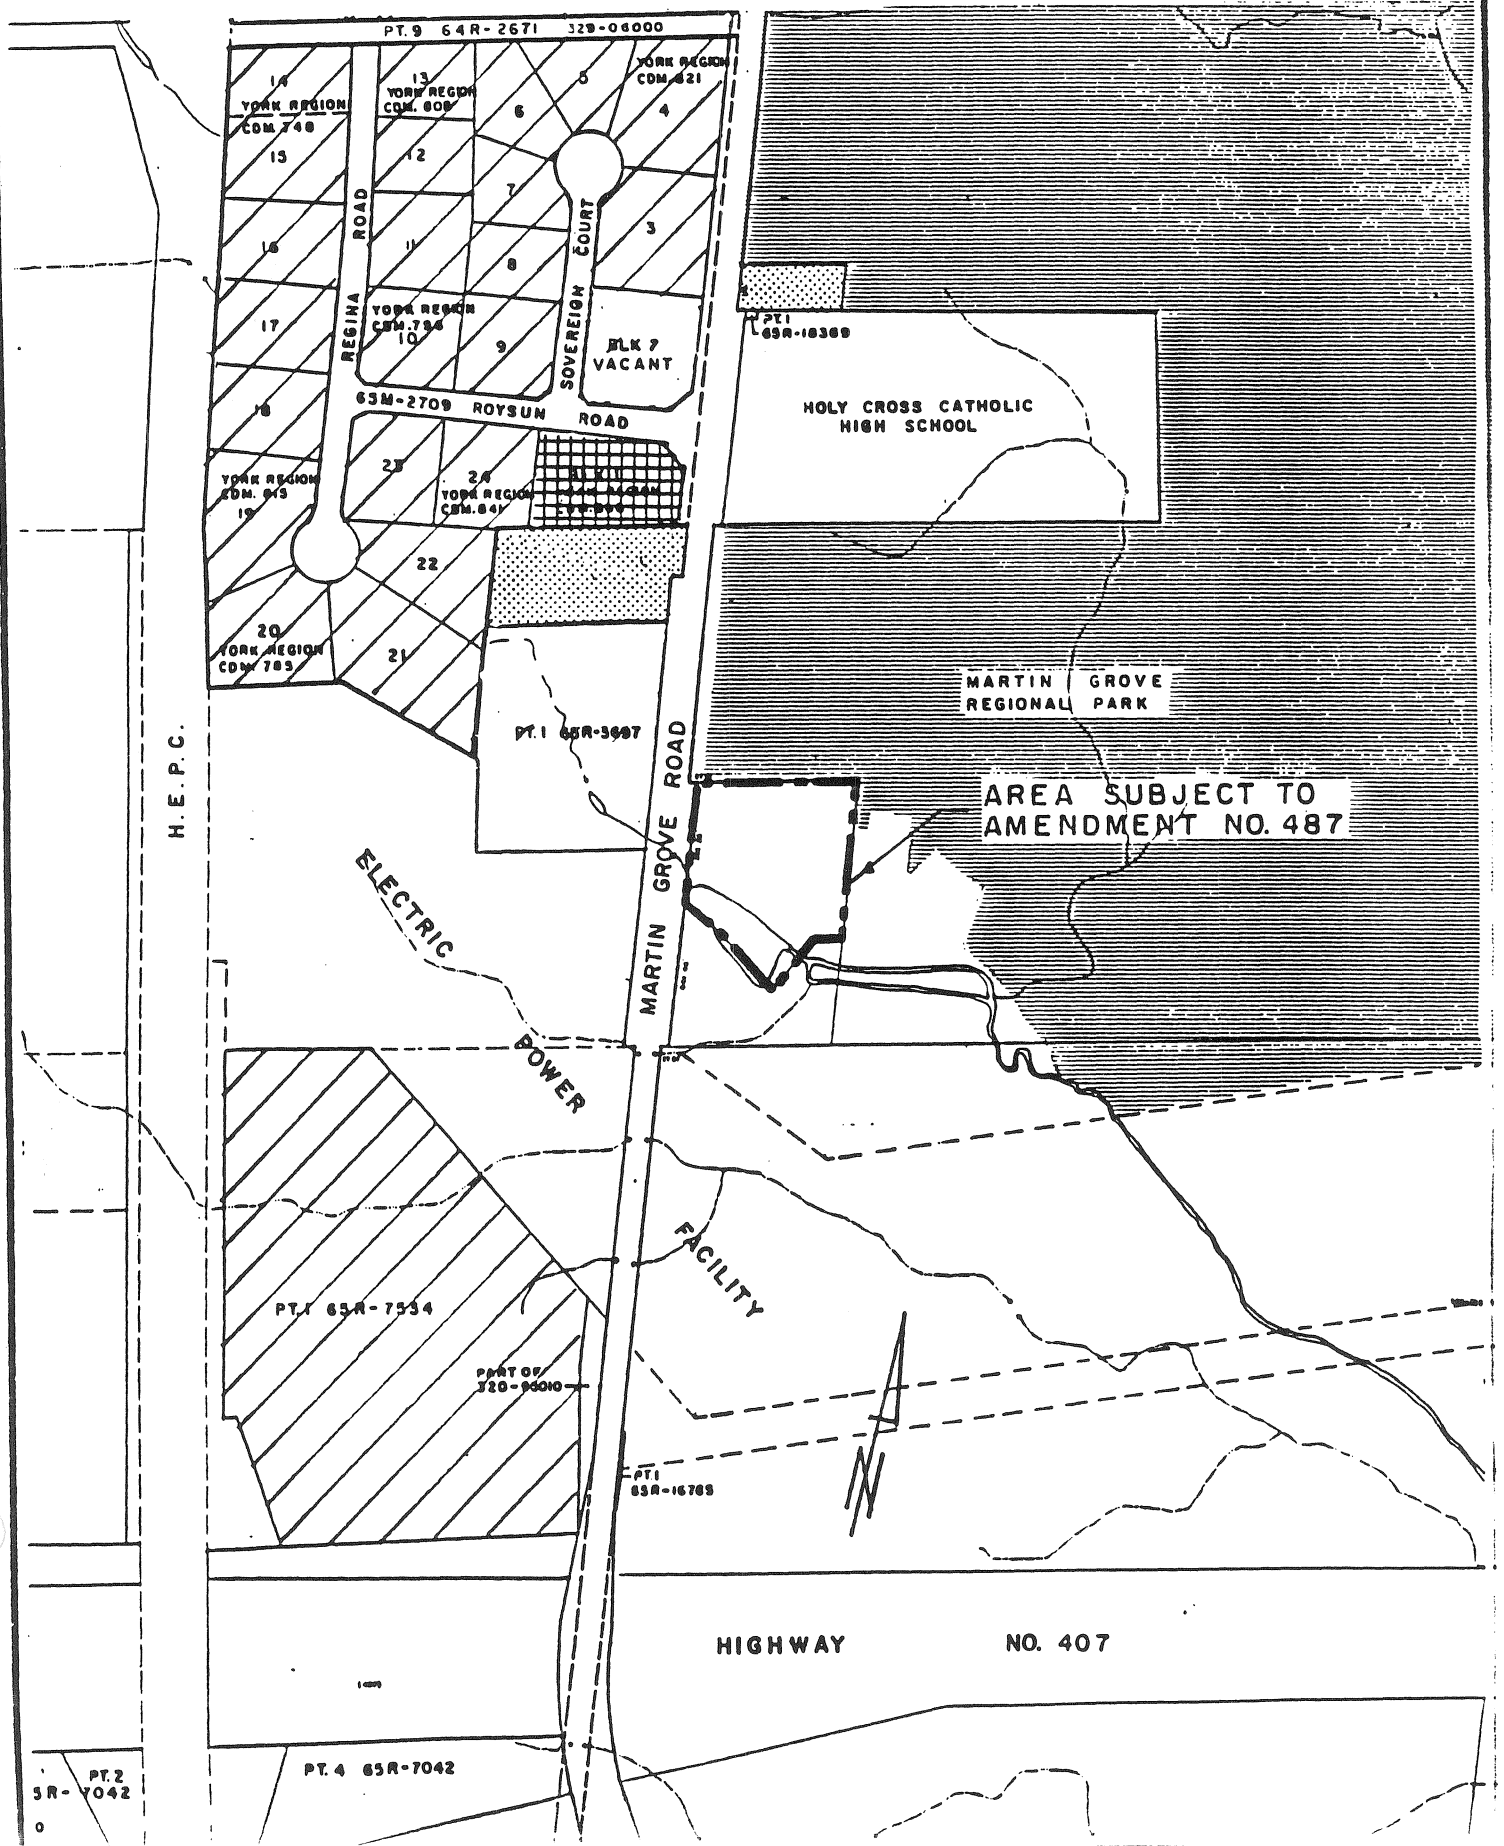 PT. 9 64R-2671 329-06000
14
YORK REGION
CDM. 748
15
13
YORK REGION
CDM. 608
12
6
5
YORK REGION
CDM. 821
4
7
3
16
11
8
REGINA ROAD
SOVEREIGN COURT
17
YORK REGION
CDM. 794
10
9
BLK 7
VACANT
PT. 1
65R-18369
18
65M-2709 ROYSUN ROAD
HOLY CROSS CATHOLIC
HIGH SCHOOL
23
24
YORK REGION
CDM. 641
YORK REGION
CDM. 615
19
22
20
YORK REGION
CDM. 785
21
MARTIN GROVE
REGIONAL PARK
PT. 1 65R-5697
H.E.P.C.
MARTIN GROVE ROAD
AREA SUBJECT TO
AMENDMENT NO. 487
ELECTRIC
POWER
FACILITY
PT. 1 65R-7534
PART OF
320-96010
N
PT. 1
65R-16765
HIGHWAY NO. 407
PT. 4 65R-7042
PT. 2
5R-7042
0